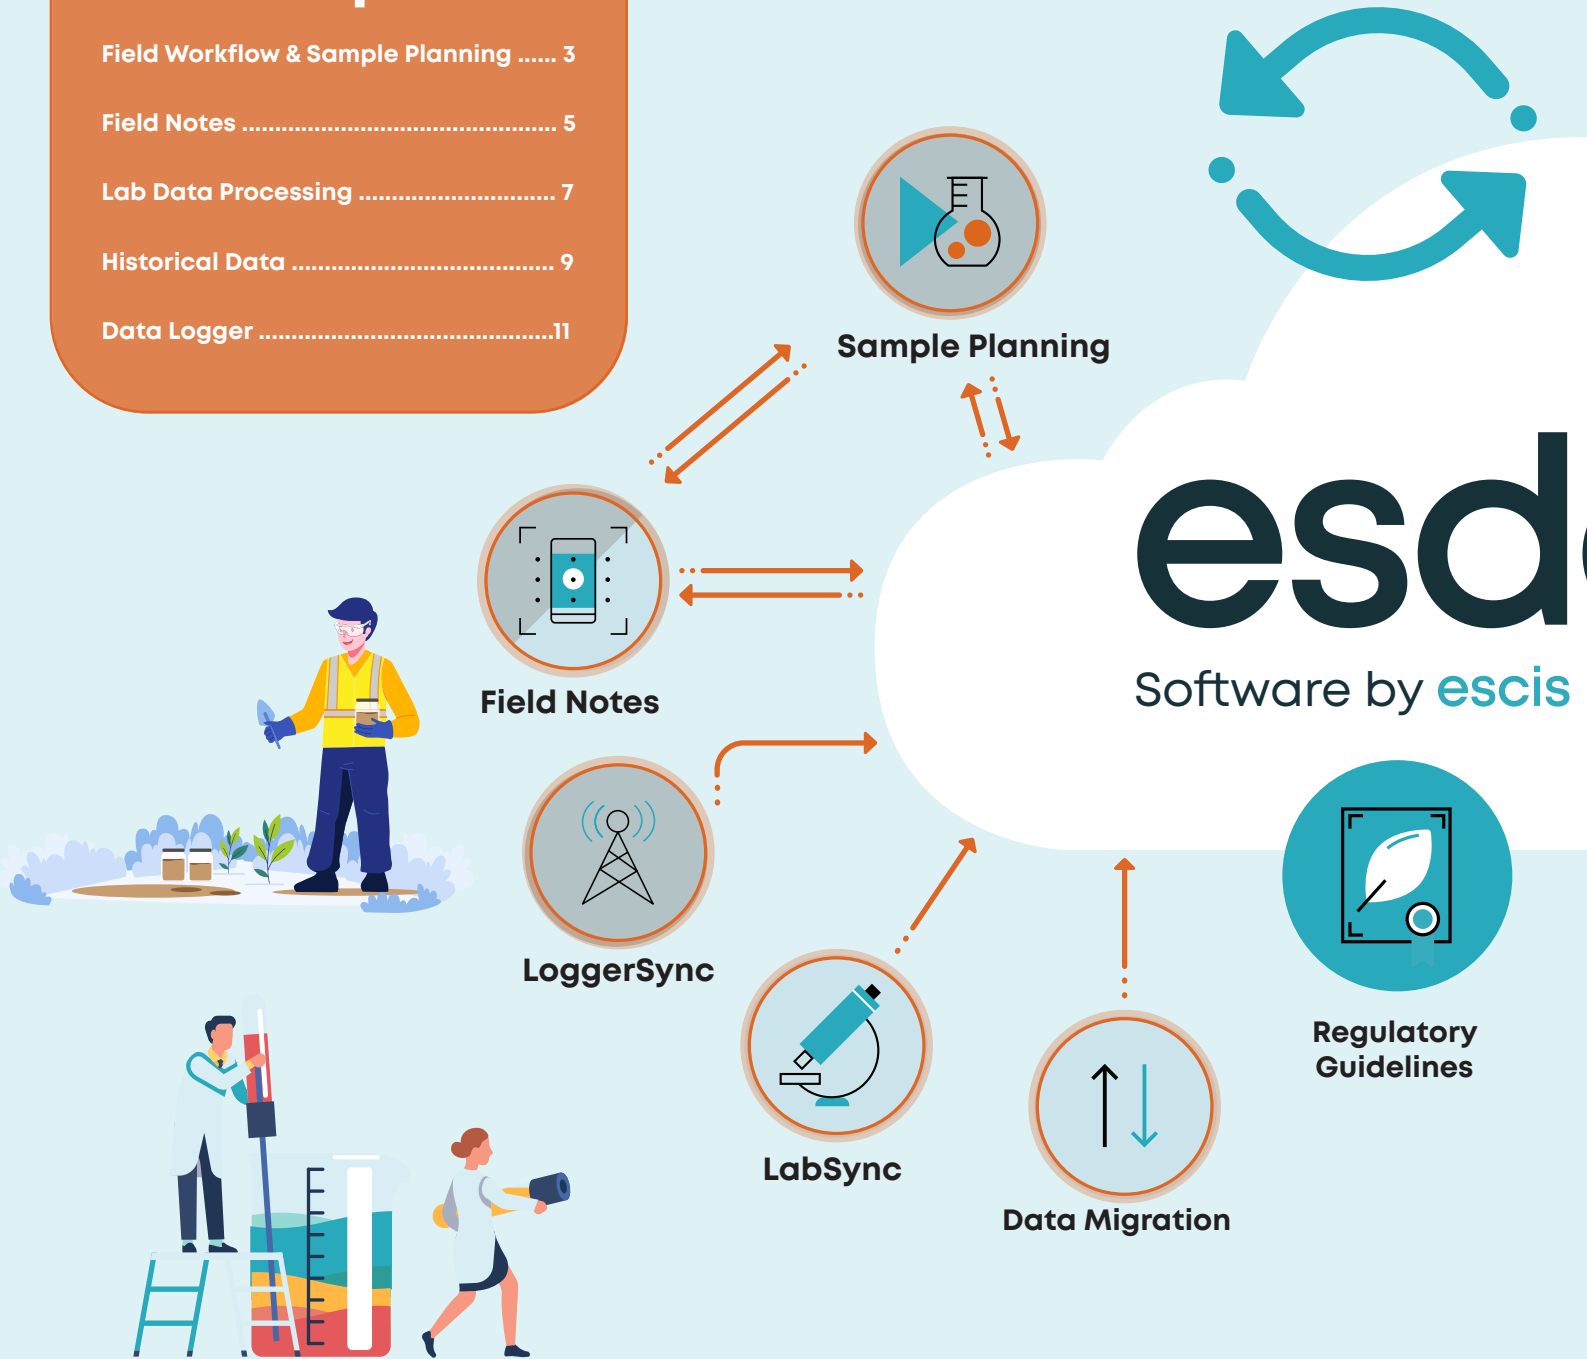 Field Workflow & Sample Planning ...... 3
Field Notes ................................................ 5
Lab Data Processing .............................. 7
Historical Data ........................................ 9
Data Logger .............................................11
Sample Planning
esd
Software by escis
Field Notes
LoggerSync
LabSync
Data Migration
Regulatory
Guidelines